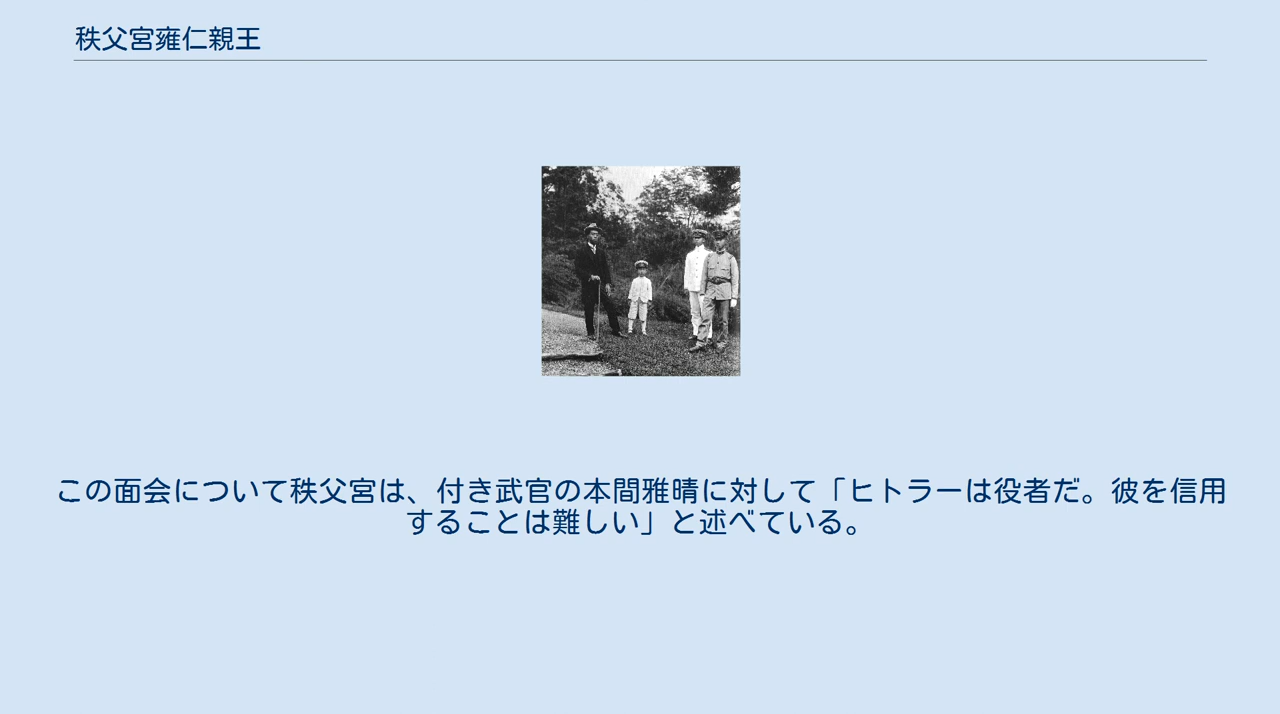 秩父宮雍仁親王
この面会について秩父宮は、付き武官の本間雅晴に対して「ヒトラーは役者だ。彼を信用
することは難しい」と述べている。